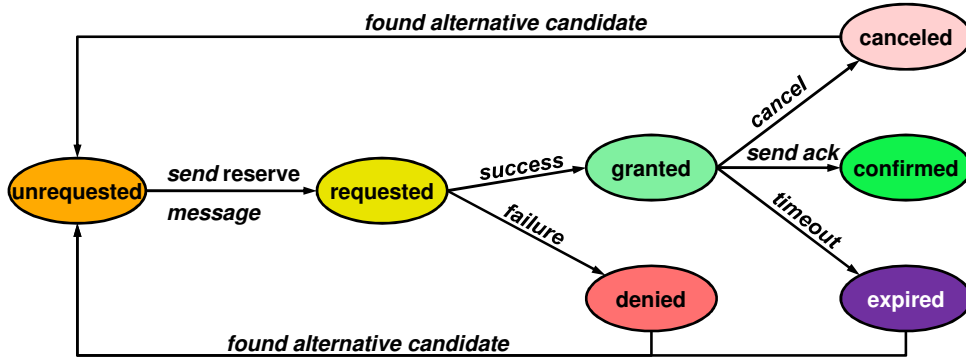 found alternative candidate
canceled
cancel
unrequested
send reserve
message
requested
success
granted
send ack
confirmed
failure
timeout
denied
expired
found alternative candidate